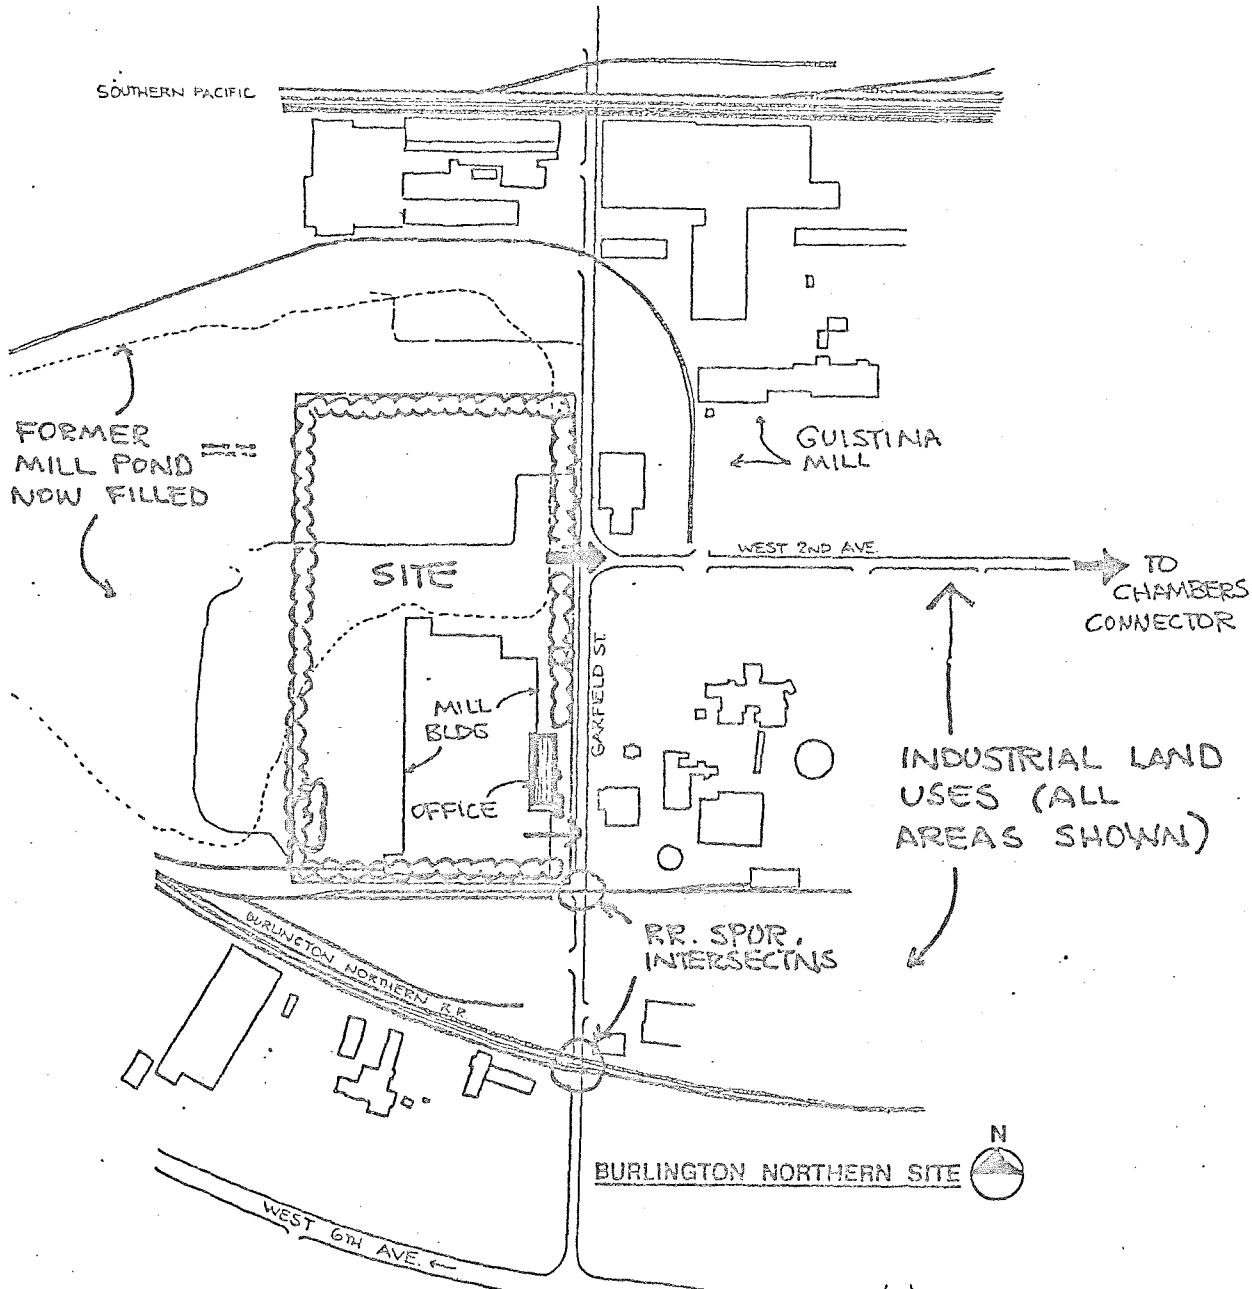 SOUTHERN PACIFIC
FORMER
MILL POND
NOW FILLED
GUISTINA
MILL
WEST 2ND AVE.
SITE
TO
CHAMBERS
CONNECTOR
GARFIELD ST.
MILL
BLDG
OFFICE
INDUSTRIAL LAND
USES (ALL
AREAS SHOWN)
RR. SPUR.
INTERSECTNS
BURLINGTON NORTHERN R.R.
N
BURLINGTON NORTHERN SITE
WEST 6TH AVE.